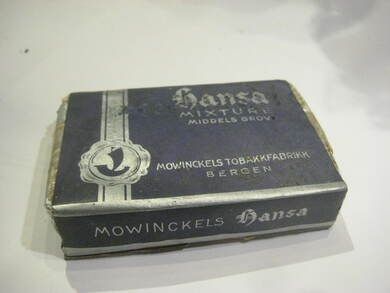 Hansa
MIXTURE
MIDDELS GROV
MOWINCKELS TOBAKKFABRIKK
BERGEN
MOWINCKELS Hansa